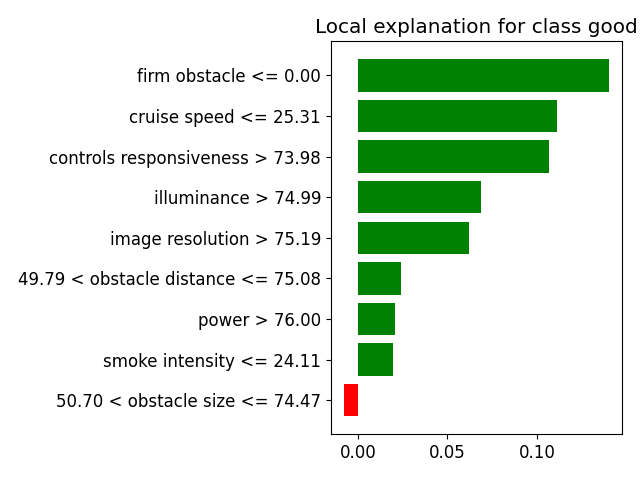 Local explanation for class good
firm obstacle <= 0.00
cruise speed <= 25.31
controls responsiveness > 73.98
illuminance > 74.99
image resolution > 75.19
49.79 < obstacle distance <= 75.08
power > 76.00
smoke intensity <= 24.11
50.70 < obstacle size <= 74.47
0.00 0.05 0.10